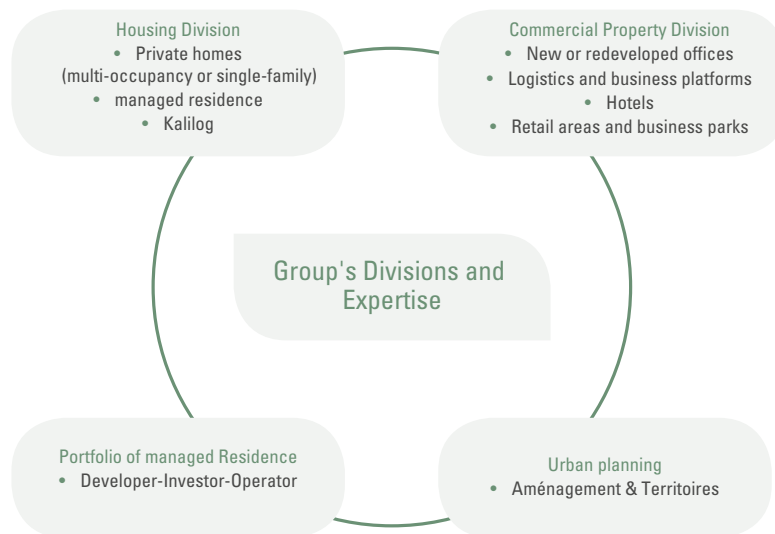 Housing Division
• Private homes
(multi-occupancy or single-family)
• managed residence
• Kalilog
Commercial Property Division
• New or redeveloped offices
• Logistics and business platforms
• Hotels
• Retail areas and business parks
Group's Divisions and
Expertise
Portfolio of managed Residence
• Developer-Investor-Operator
Urban planning
• Aménagement & Territoires